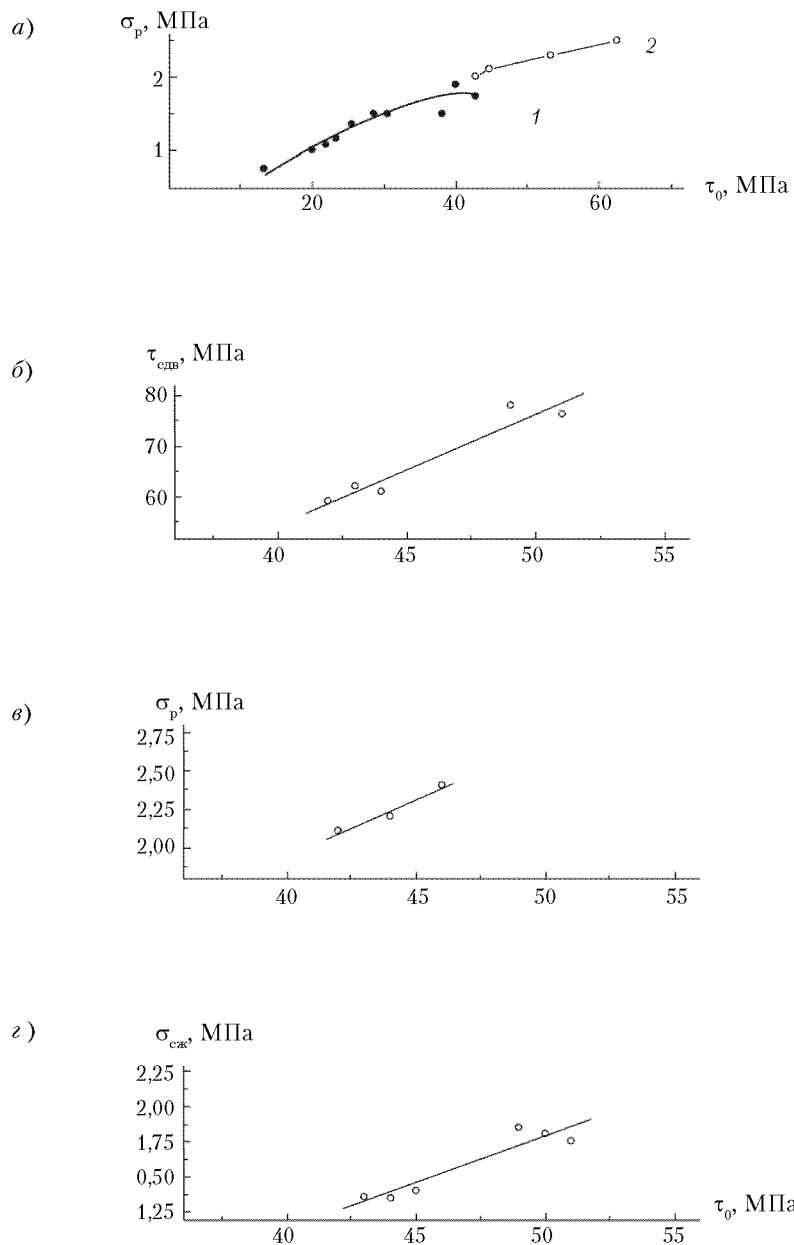 а)
σр, МПа
2
1
2
1
20 40 60
τ0, МПа
б)
τсдв, МПа
80
70
60
40 45 50 55
в)
σр, МПа
2,75
2,50
2,25
2,00
40 45 50 55
г)
σсж, МПа
2,25
2,00
1,75
0,50
1,25
τ0, МПа
40 45 50 55